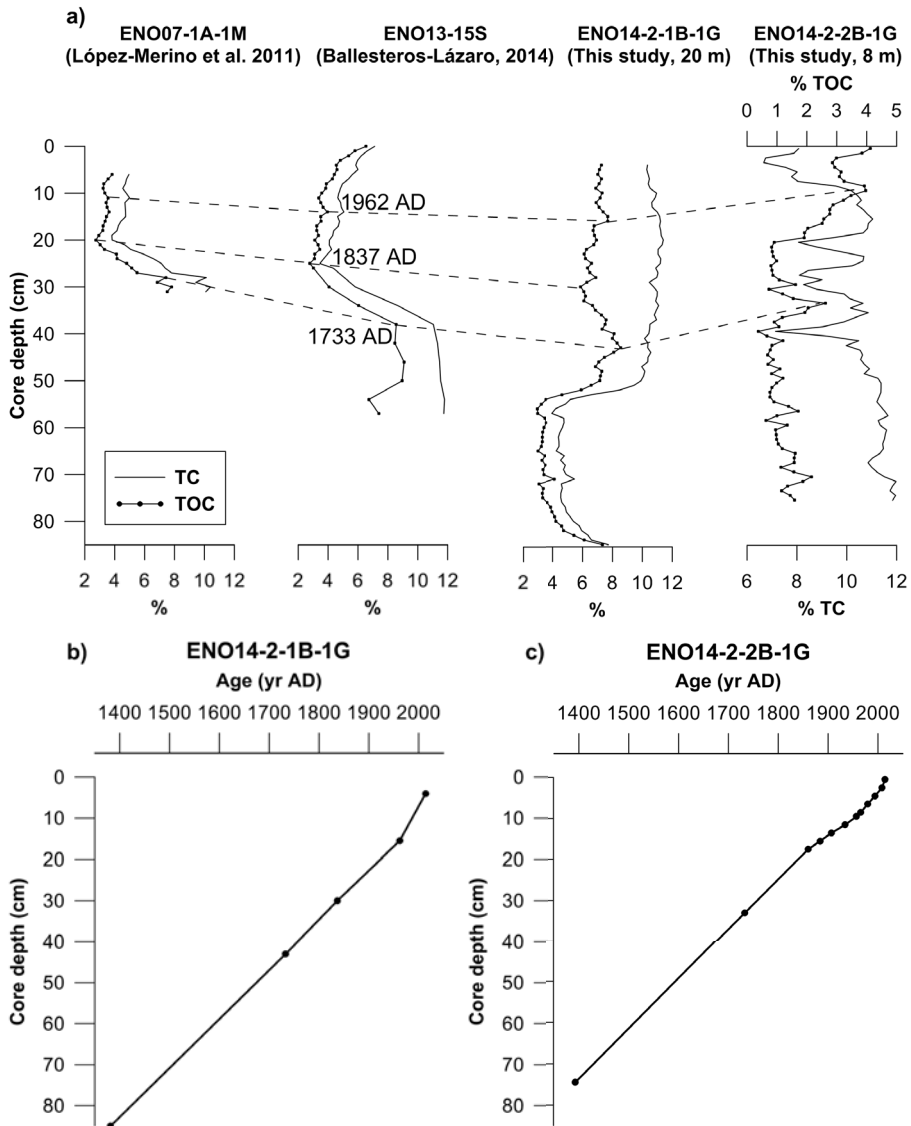 a)
ENO07-1A-1M
(López-Merino et al. 2011)
ENO13-15S
(Ballesteros-Lázaro, 2014)
ENO14-2-1B-1G
(This study, 20 m)
ENO14-2-2B-1G
(This study, 8 m)
% TOC
0 1 2 3 4 5
0
10
20
30
40
50
60
70
80
Core depth (cm)
1962 AD
1837 AD
1733 AD
TC
TOC
2 4 6 8 10 12
%
2 4 6 8 10 12
%
2 4 6 8 10 12
%
6 8 10 12
% TC
b)
ENO14-2-1B-1G
Age (yr AD)
1400 1500 1600 1700 1800 1900 2000
0
10
20
30
40
50
60
70
80
Core depth (cm)
c)
ENO14-2-2B-1G
Age (yr AD)
1400 1500 1600 1700 1800 1900 2000
0
10
20
30
40
50
60
70
80
Core depth (cm)